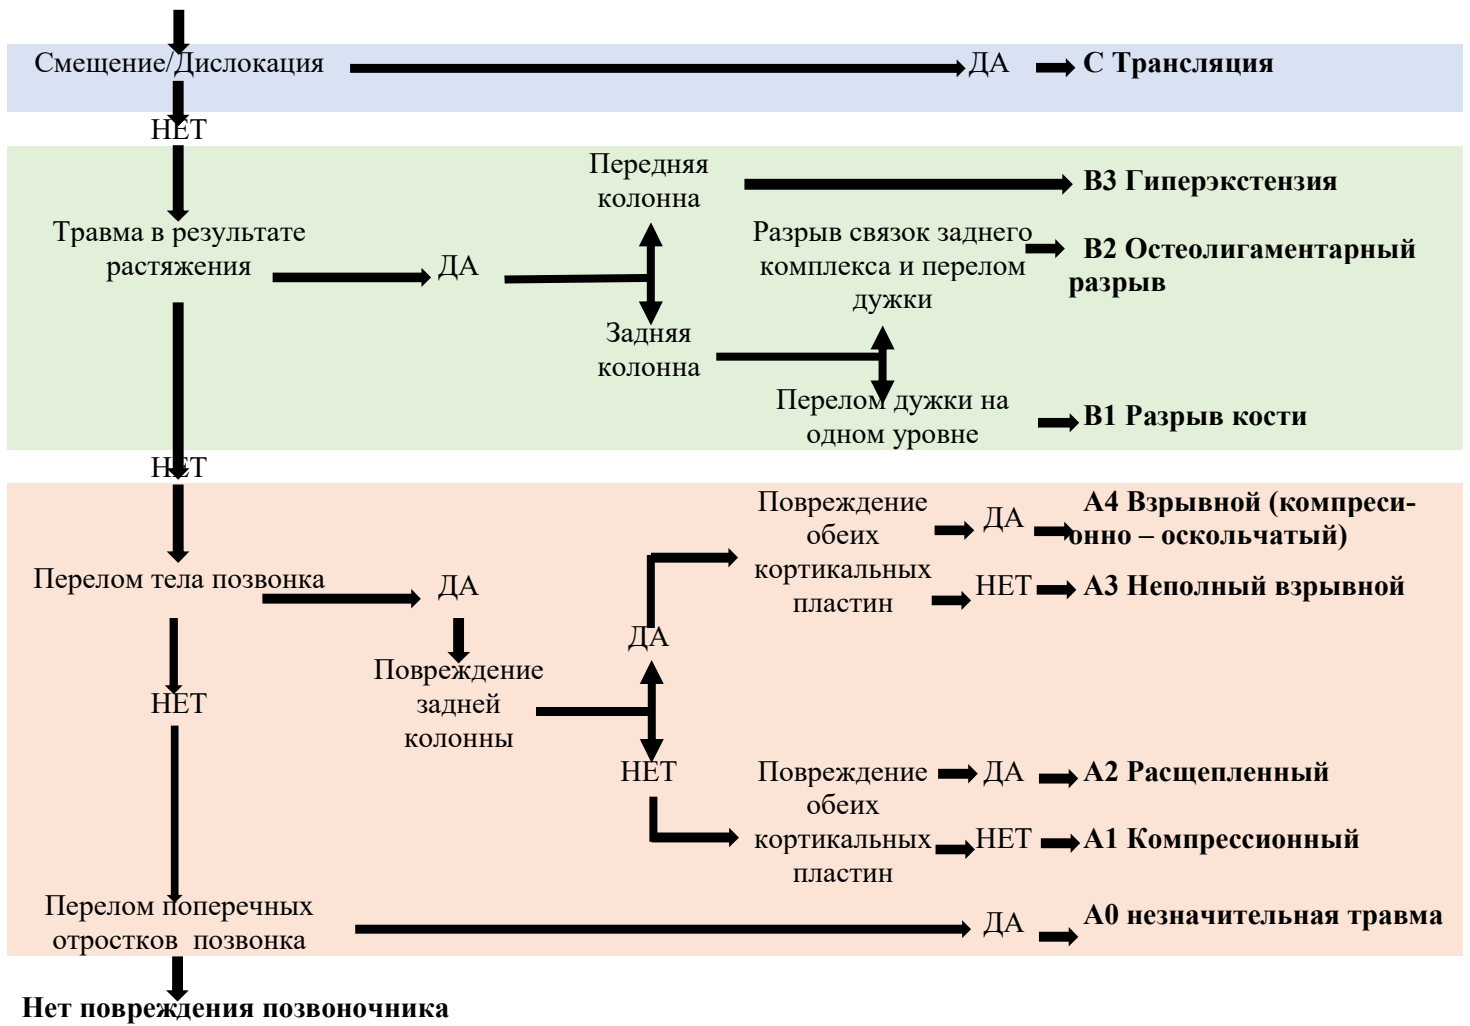 Смещение/Дислокация
ДА
С Трансляция
НЕТ
Передняя
колонна
В3 Гиперэкстензия
Травма в результате
растяжения
ДА
Разрыв связок заднего
комплекса и перелом
дужки
В2 Остеолигаментарный
разрыв
Задняя
колонна
Перелом дужки на
одном уровне
В1 Разрыв кости
НЕТ
Повреждение
обеих
кортикальных
пластин
ДА
А4 Взрывной (компреси-
онно – оскольчатый)
НЕТ
А3 Неполный взрывной
Перелом тела позвонка
ДА
ДА
Повреждение
задней
колонны
НЕТ
НЕТ
Повреждение
обеих
кортикальных
пластин
ДА
А2 Расщепленный
НЕТ
А1 Компрессионный
Перелом поперечных
отростков позвонка
ДА
А0 незначительная травма
Нет повреждения позвоночника